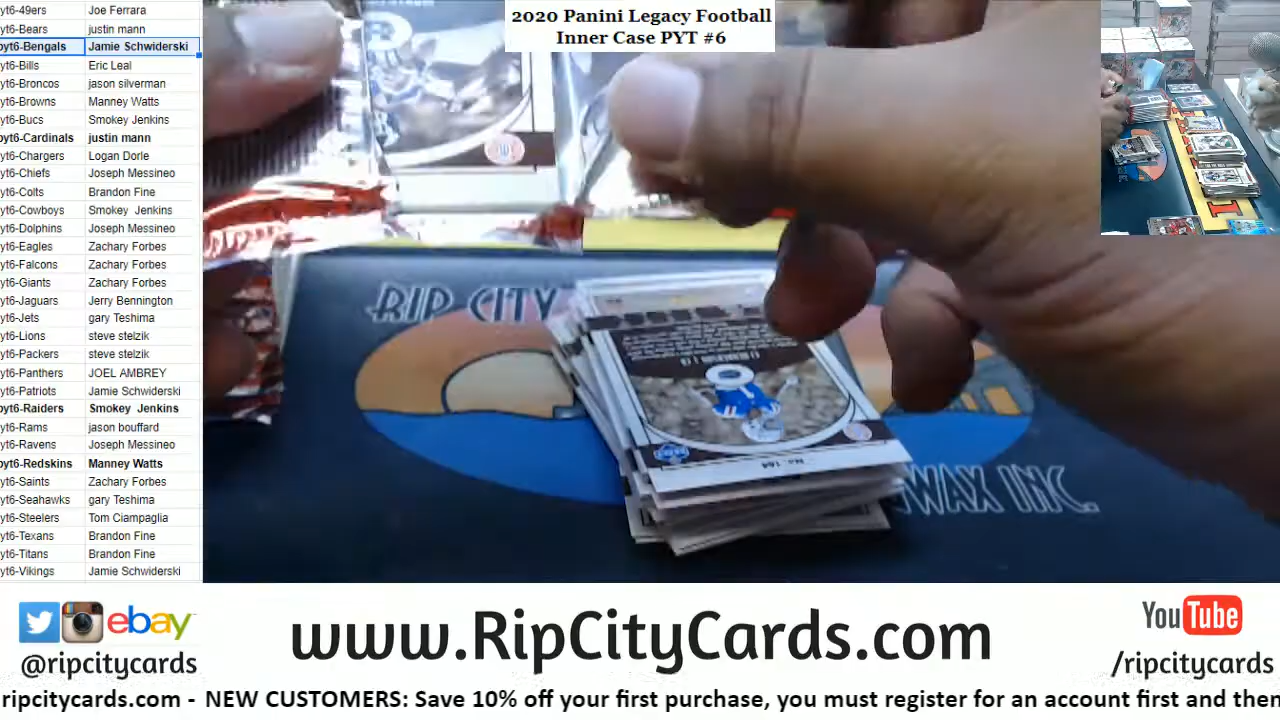 2020 Panini Legacy Football
Inner Case PYT #6
yt6-49ers Joe Ferrara
yt6-Bears justin mann
pyt6-Bengals Jamie Schwiderski
yt6-Bills Eric Leal
yt6-Broncos jason silverman
yt6-Browns Manney Watts
yt6-Bucs Smokey Jenkins
pyt6-Cardinals justin mann
yt6-Chargers Logan Dorle
yt6-Chiefs Joseph Messineo
yt6-Colts Brandon Fine
yt6-Cowboys Smokey Jenkins
yt6-Dolphins Joseph Messineo
yt6-Eagles Zachary Forbes
yt6-Falcons Zachary Forbes
yt6-Giants Zachary Forbes
yt6-Jaguars Jerry Bennington
yt6-Jets gary Teshima
yt6-Lions steve stelzik
yt6-Packers steve stelzik
yt6-Panthers JOEL AMBREY
yt6-Patriots Jamie Schwiderski
pyt6-Raiders Smokey Jenkins
yt6-Rams jason bouffard
yt6-Ravens Joseph Messineo
pyt6-Redskins Manney Watts
yt6-Saints Zachary Forbes
yt6-Seahawks gary Teshima
yt6-Steelers Tom Ciampaglia
yt6-Texans Brandon Fine
yt6-Titans Brandon Fine
yt6-Vikings Jamie Schwiderski
RIP CITY
WAX INC.
No. 164
ebay
@ripcitycards
www.RipCityCards.com
YouTube
/ripcitycards
ripcitycards.com - NEW CUSTOMERS: Save 10% off your first purchase, you must register for an account first and then